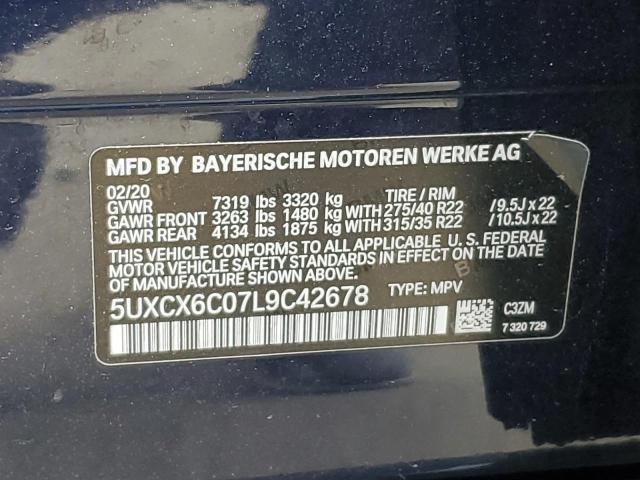 MFD BY BAYERISCHE MOTOREN WERKE AG
02/20
GVWR 7319 lbs 3320 kg TIRE / RIM
GAWR FRONT 3263 lbs 1480 kg WITH 275/40 R22 /9.5J x 22
GAWR REAR 4134 lbs 1875 kg WITH 315/35 R22 /10.5J x 22
THIS VEHICLE CONFORMS TO ALL APPLICABLE U. S. FEDERAL
MOTOR VEHICLE SAFETY STANDARDS IN EFFECT ON THE DATE
OF MANUFACTURE SHOWN ABOVE.
5UXCX6C07L9C42678 TYPE: MPV
C3ZM
7 320 729